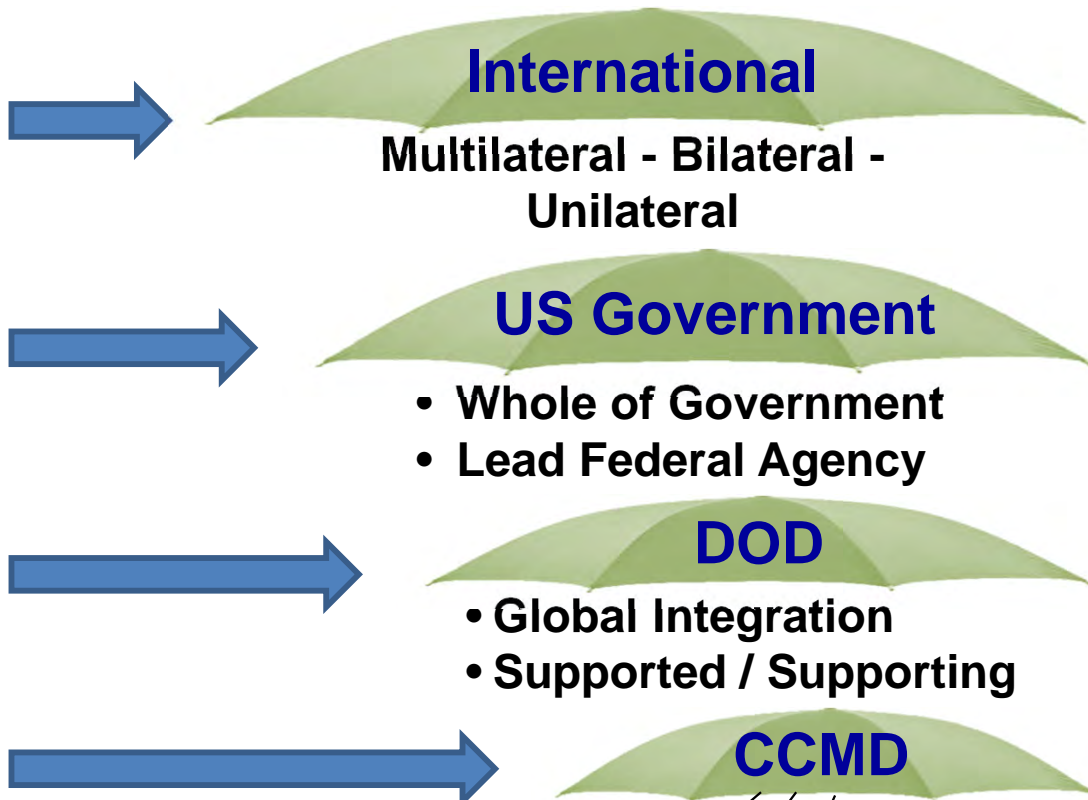 International
Multilateral - Bilateral -
Unilateral
US Government
• Whole of Government
• Lead Federal Agency
DOD
• Global Integration
• Supported / Supporting
CCMD